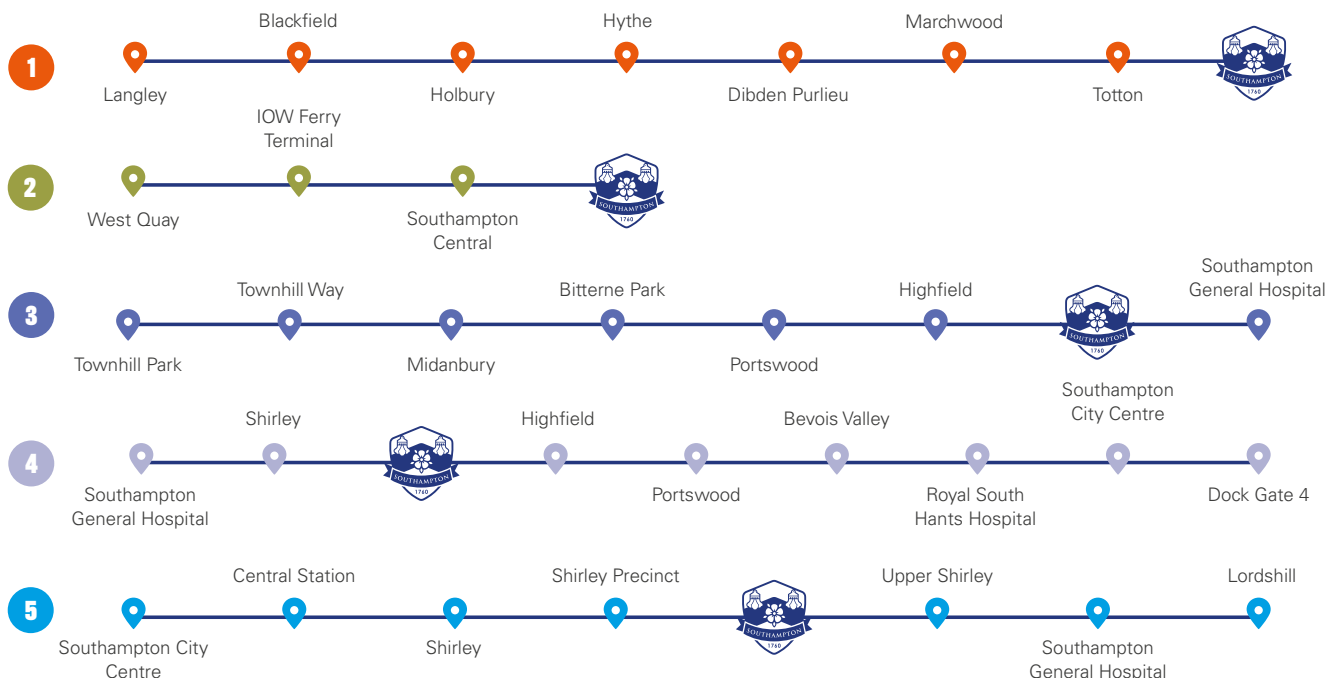 Blackfield
Hythe
Marchwood
1
SOUTHAMPTON
1760
Langley
Holbury
Dibden Purlieu
Totton
IOW Ferry
Terminal
2
SOUTHAMPTON
1760
West Quay
Southampton
Central
Southampton
General Hospital
Townhill Way
Bitterne Park
Highfield
3
SOUTHAMPTON
1760
Townhill Park
Midanbury
Portswood
Southampton
City Centre
Shirley
Highfield
Bevois Valley
4
SOUTHAMPTON
1760
Southampton
General Hospital
Portswood
Royal South
Hants Hospital
Dock Gate 4
Central Station
Shirley Precinct
Upper Shirley
Lordshill
5
SOUTHAMPTON
1760
Southampton City
Centre
Shirley
Southampton
General Hospital